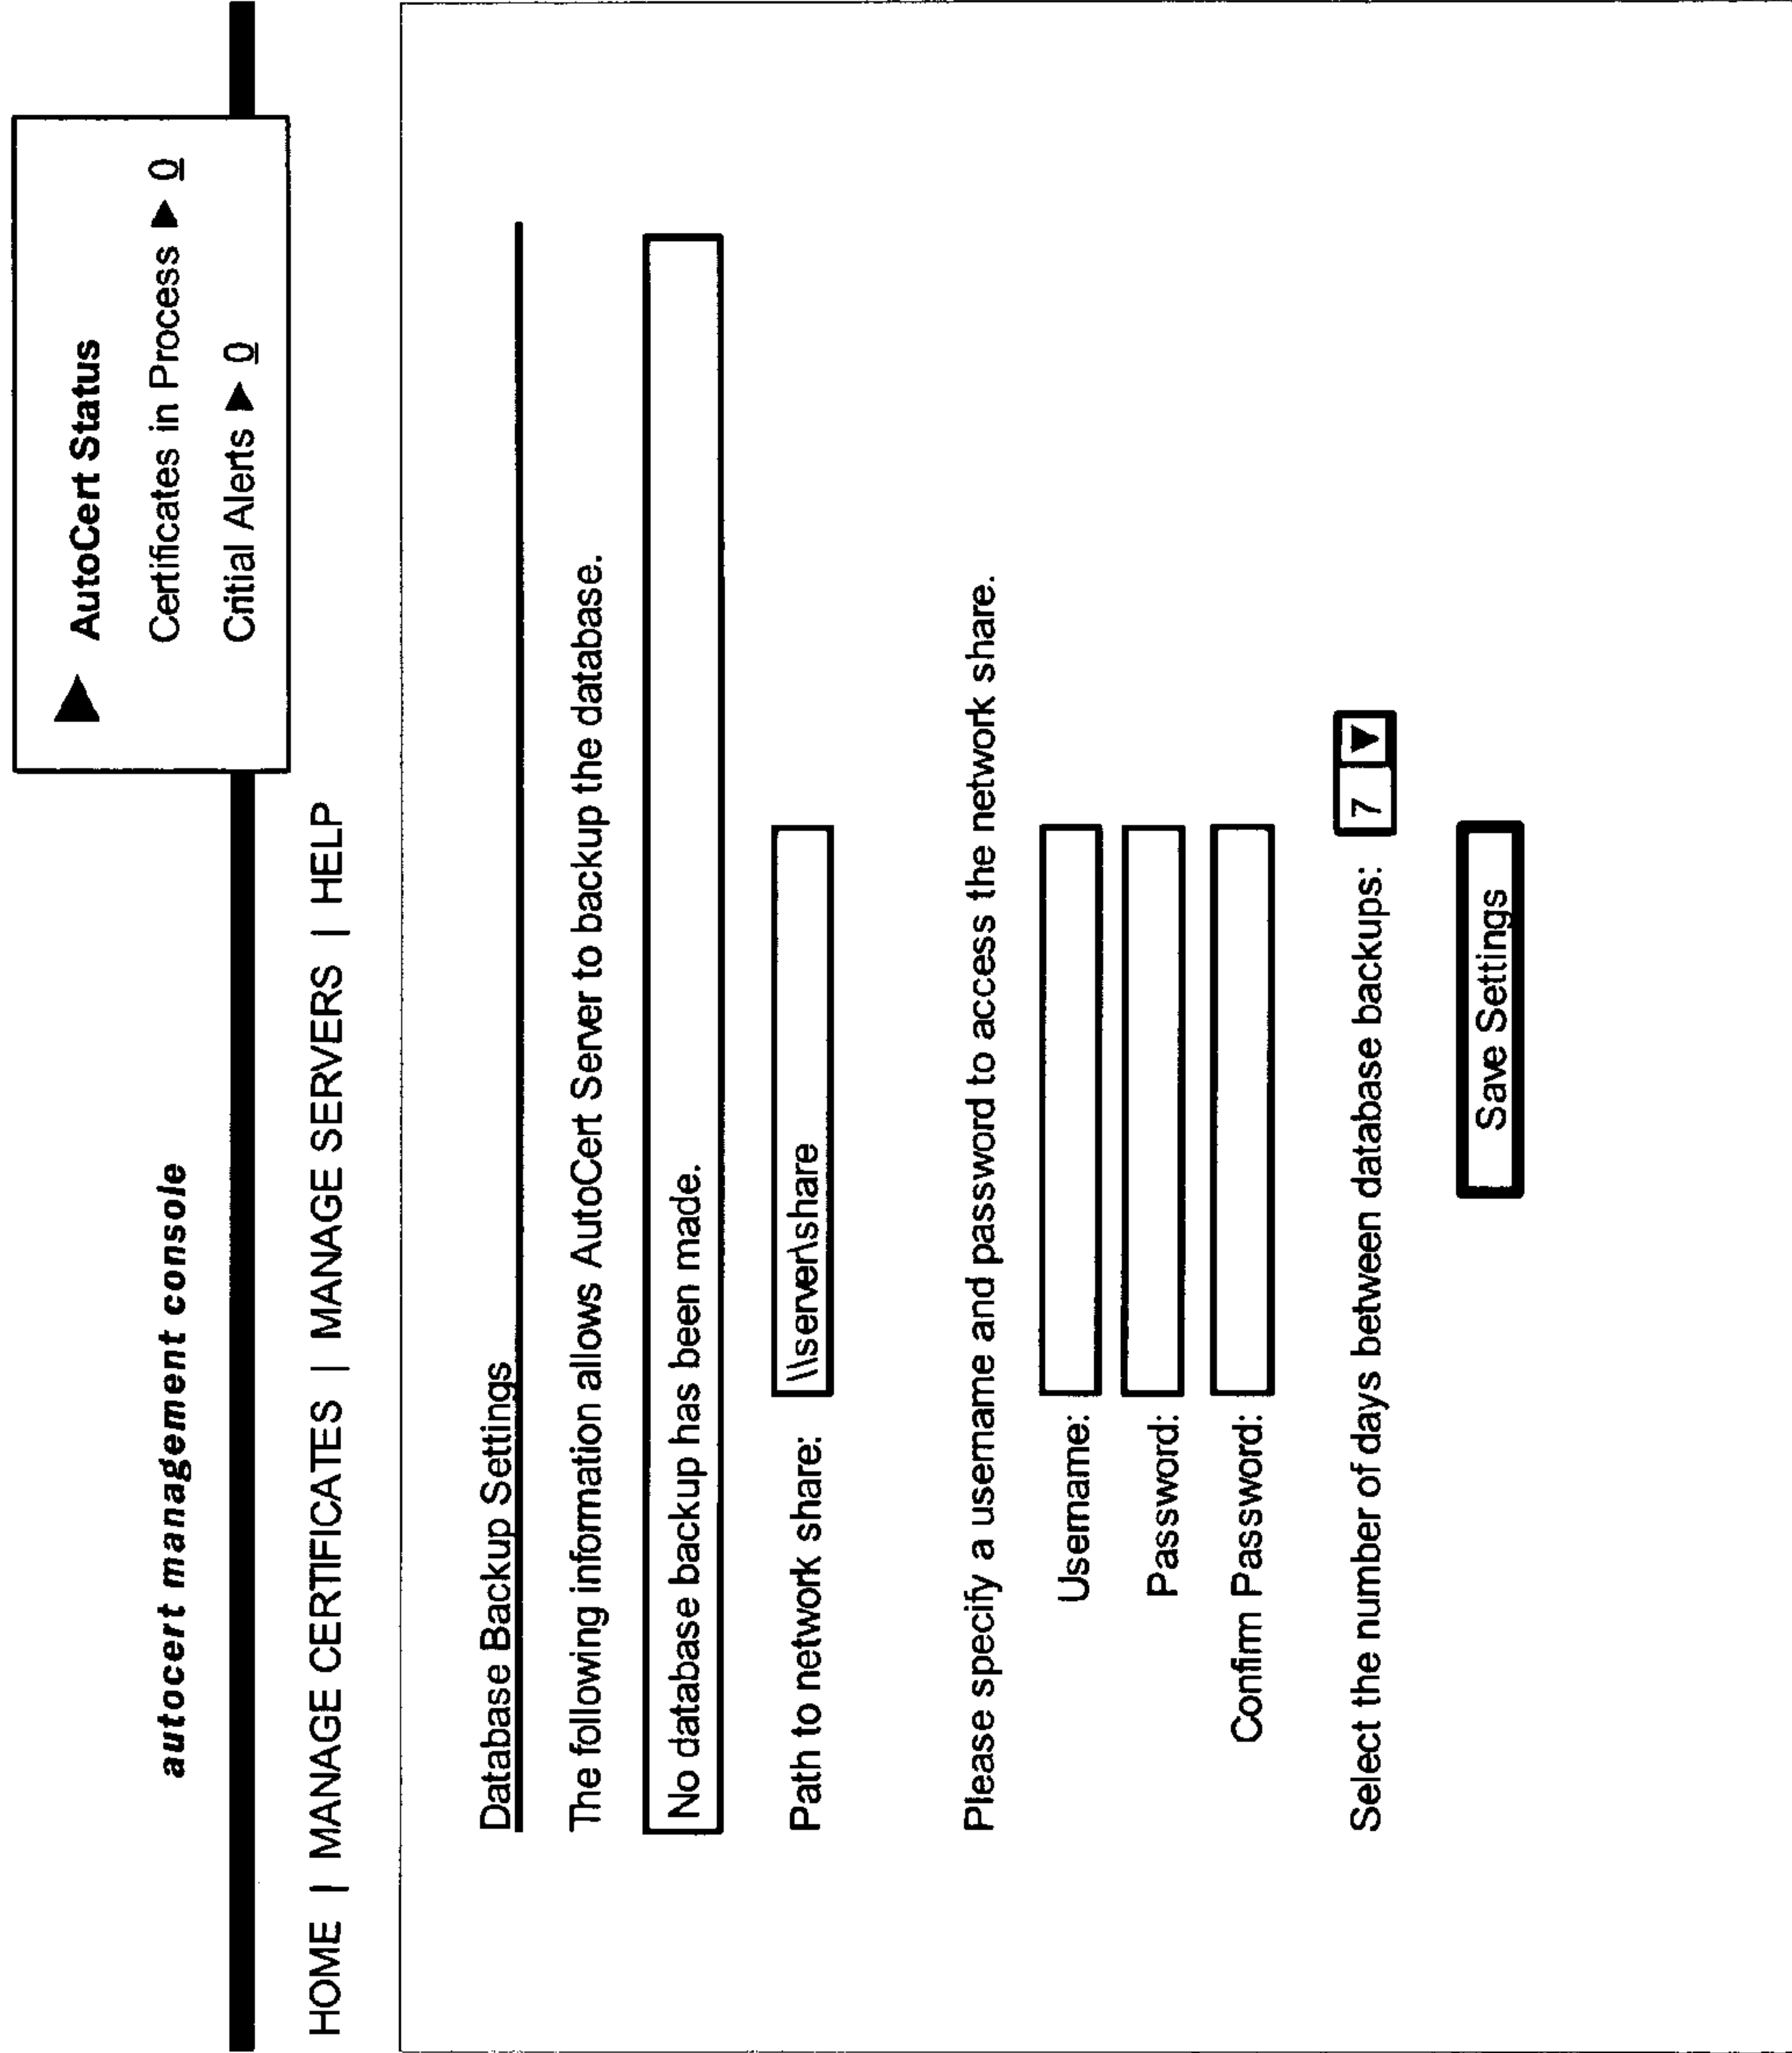 autocert management console
AutoCert Status
Certificates in Process ▶ 0
Critial Alerts ▶ 0
HOME | MANAGE CERTIFICATES | MANAGE SERVERS | HELP
Database Backup Settings
The following information allows AutoCert Server to backup the database.
No database backup has been made.
Path to network share: \\server\share
Please specify a username and password to access the network share.
Username:
Password:
Confirm Password:
Select the number of days between database backups: 7
Save Settings